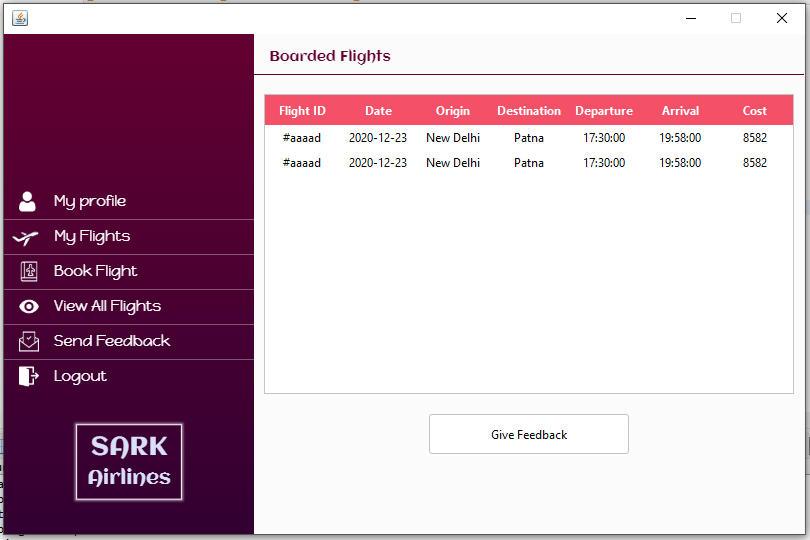 Boarded Flights
Flight ID Date Origin Destination Departure Arrival Cost
#aaaad 2020-12-23 New Delhi Patna 17:30:00 19:58:00 8582
#aaaad 2020-12-23 New Delhi Patna 17:30:00 19:58:00 8582
My profile
My Flights
Book Flight
View All Flights
Send Feedback
Logout
SARK
Airlines
Give Feedback